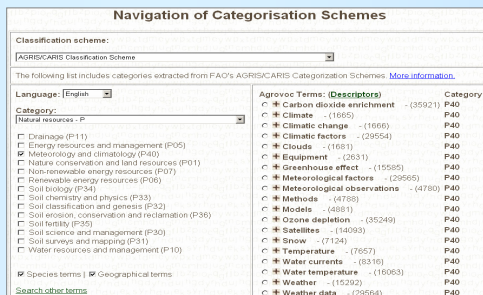 Navigation of Categorisation Schemes
Classification scheme:
AGRIS/CARIS Classification Scheme
The following list includes categories extracted from FAO's AGRIS/CARIS Categorization Schemes. More information.
Language: English
Category:
Natural resources - P
Drainage (P11)
Energy resources and management (P05)
Meteorology and climatology (P40)
Nature conservation and land resources (P01)
Non-renewable energy resources (P07)
Renewable energy resources (P06)
Soil biology (P34)
Soil chemistry and physics (P33)
Soil classification and genesis (P32)
Soil erosion, conservation and reclamation (P36)
Soil fertility (P35)
Soil science and management (P30)
Soil surveys and mapping (P31)
Water resources and management (P10)
Species terms | Geographical terms
Search other terms
Agrovoc Terms: (Descriptors) Category
Carbon dioxide enrichment - (35921) P40
Climate - (1665) P40
Climatic change - (1666) P40
Climatic factors - (29554) P40
Clouds - (1681) P40
Equipment - (2631) P40
Greenhouse effect - (15585) P40
Meteorological factors - (29565) P40
Meteorological observations - (4780) P40
Methods - (4788) P40
Models - (4881) P40
Ozone depletion - (35249) P40
Satellites - (14093) P40
Snow - (7124) P40
Temperature - (7657) P40
Water currents - (8316) P40
Water temperature - (16063) P40
Weather - (15292) P40
Weather data - (29564) P40